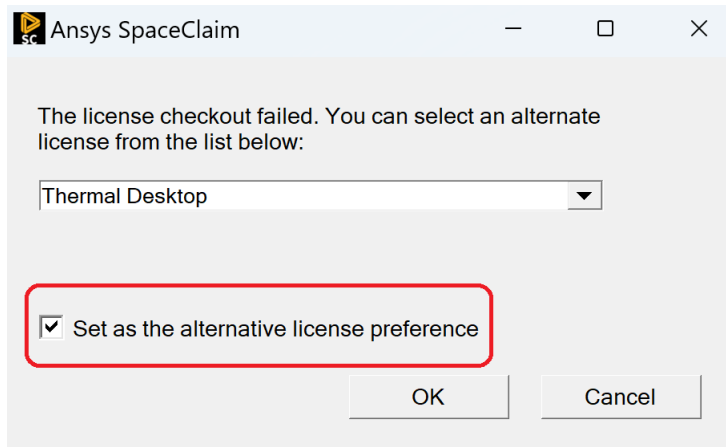 SC Ansys SpaceClaim
The license checkout failed. You can select an alternate
license from the list below:
Thermal Desktop
Set as the alternative license preference
OK Cancel